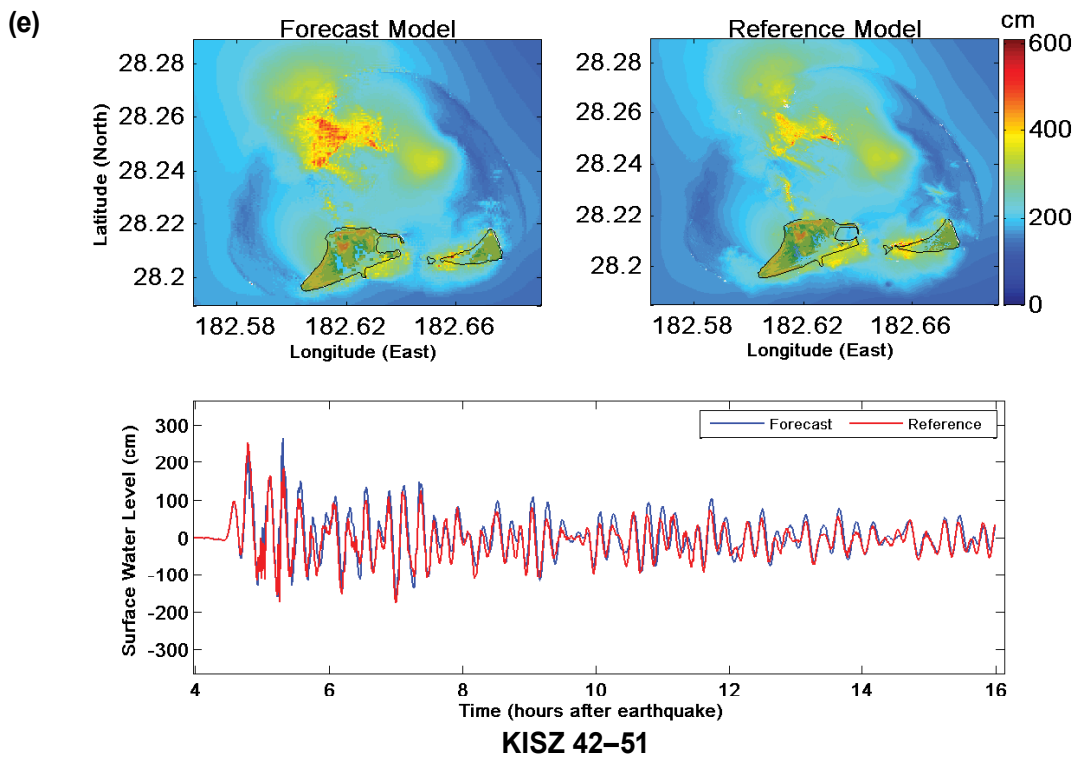 (e)
Forecast Model
Reference Model
cm
28.28
28.26
28.24
28.22
28.2
Latitude (North)
182.58
182.62
182.66
Longitude (East)
28.28
28.26
28.24
28.22
28.2
182.58
182.62
182.66
Longitude (East)
600
400
200
0
300
200
100
0
-100
-200
-300
Surface Water Level (cm)
Forecast
Reference
4
6
8
10
12
14
16
Time (hours after earthquake)
KISZ 42–51